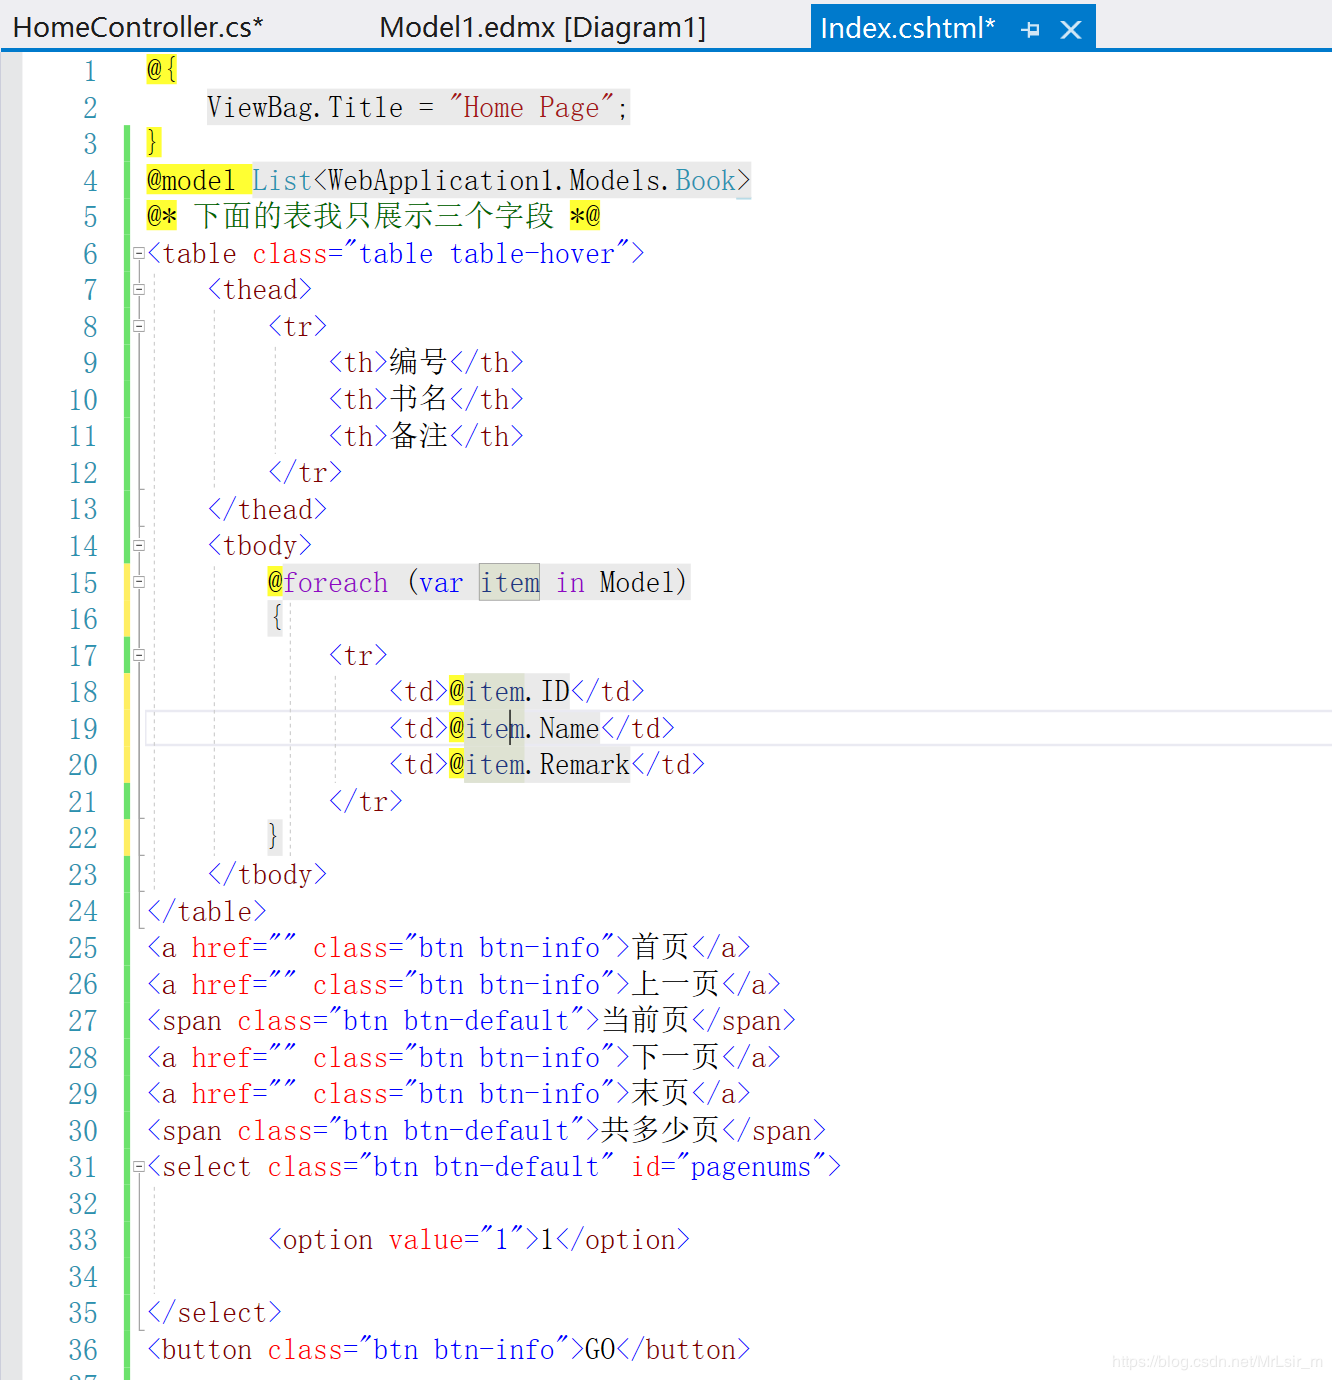 HomeController.cs* Model1.edmx [Diagram1] Index.cshtml*
1 @{
2 ViewBag.Title = "Home Page";
3 }
4 @model List<WebApplication1.Models.Book>
5 @* 下面的表我只展示三个字段 *@
6 <table class="table table-hover">
7 <thead>
8 <tr>
9 <th>编号</th>
10 <th>书名</th>
11 <th>备注</th>
12 </tr>
13 </thead>
14 <tbody>
15 @foreach (var item in Model)
16 {
17 <tr>
18 <td>@item.ID</td>
19 <td>@item.Name</td>
20 <td>@item.Remark</td>
21 </tr>
22 }
23 </tbody>
24 </table>
25 <a href="" class="btn btn-info">首页</a>
26 <a href="" class="btn btn-info">上一页</a>
27 <span class="btn btn-default">当前页</span>
28 <a href="" class="btn btn-info">下一页</a>
29 <a href="" class="btn btn-info">末页</a>
30 <span class="btn btn-default">共多少页</span>
31 <select class="btn btn-default" id="pagenums">
32
33 <option value="1">1</option>
34
35 </select>
36 <button class="btn btn-info">GO</button>
37
https://blog.csdn.net/MrLsir_m